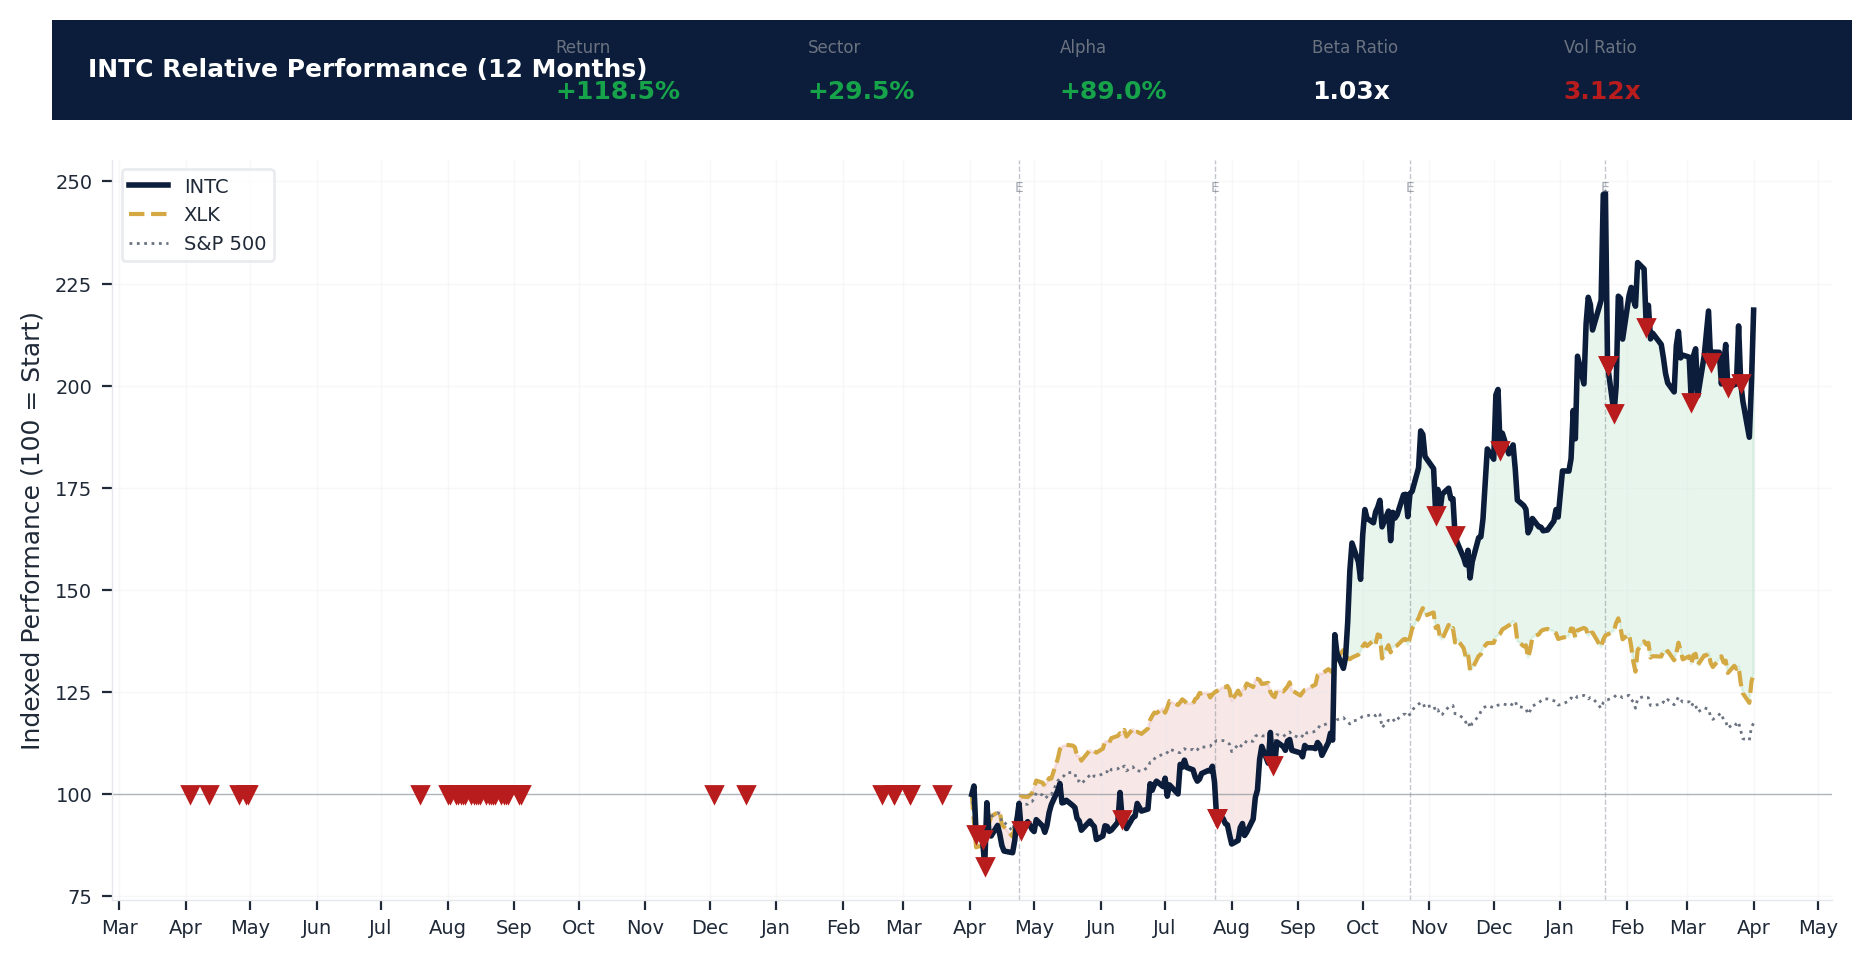 INTC Relative Performance (12 Months)
Return Sector Alpha Beta Ratio Vol Ratio
+118.5% +29.5% +89.0% 1.03x 3.12x
INTC
XLK
S&P 500
E E E E
Indexed Performance (100 = Start)
250
225
200
175
150
125
100
75
Mar Apr May Jun Jul Aug Sep Oct Nov Dec Jan Feb Mar Apr May Jun Jul Aug Sep Oct Nov Dec Jan Feb Mar Apr May